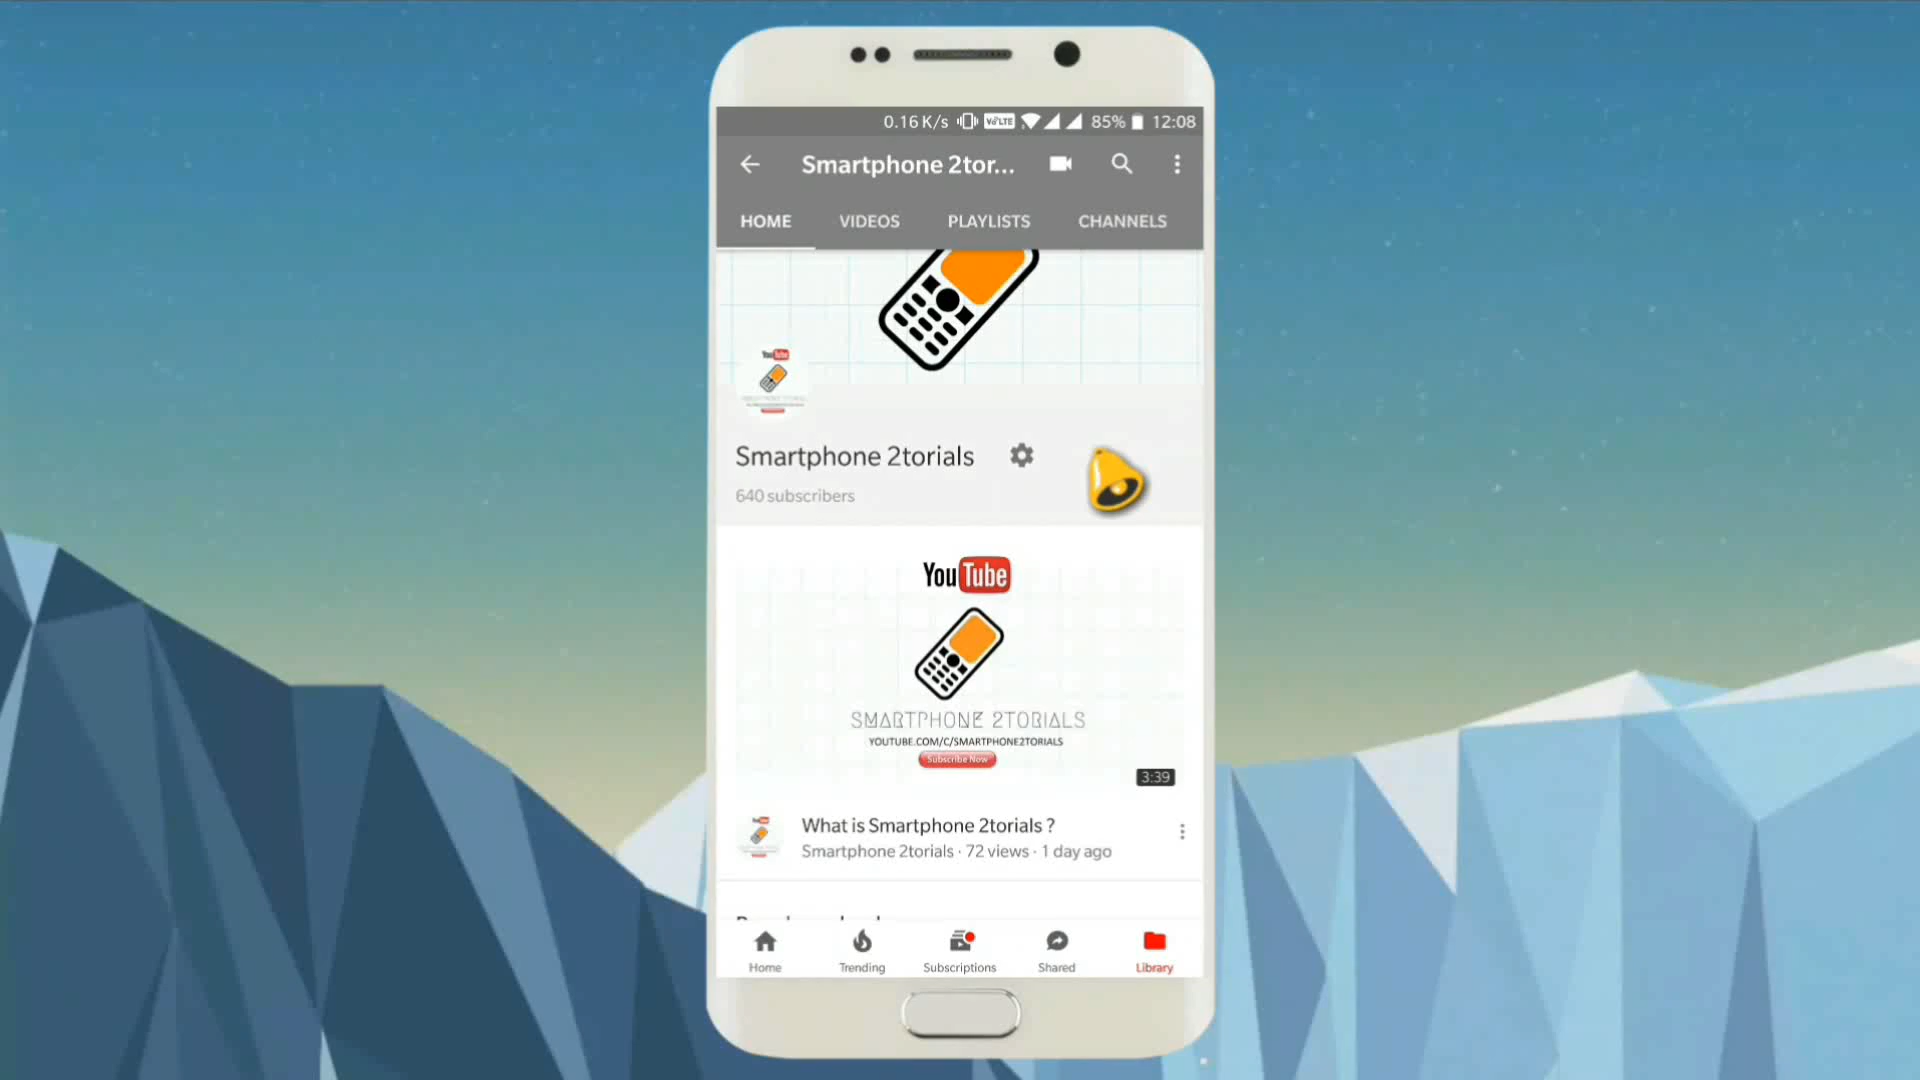 0.16 K/s VoLTE 85% 12:08
Smartphone 2tor...
HOME VIDEOS PLAYLISTS CHANNELS
YouTube
Smartphone 2torials
640 subscribers
YouTube
SMARTPHONE 2TORIALS
YOUTUBE.COM/C/SMARTPHONE2TORIALS
Subscribe Now
3:39
What is Smartphone 2torials ?
Smartphone 2torials · 72 views · 1 day ago
Home Trending Subscriptions Shared Library